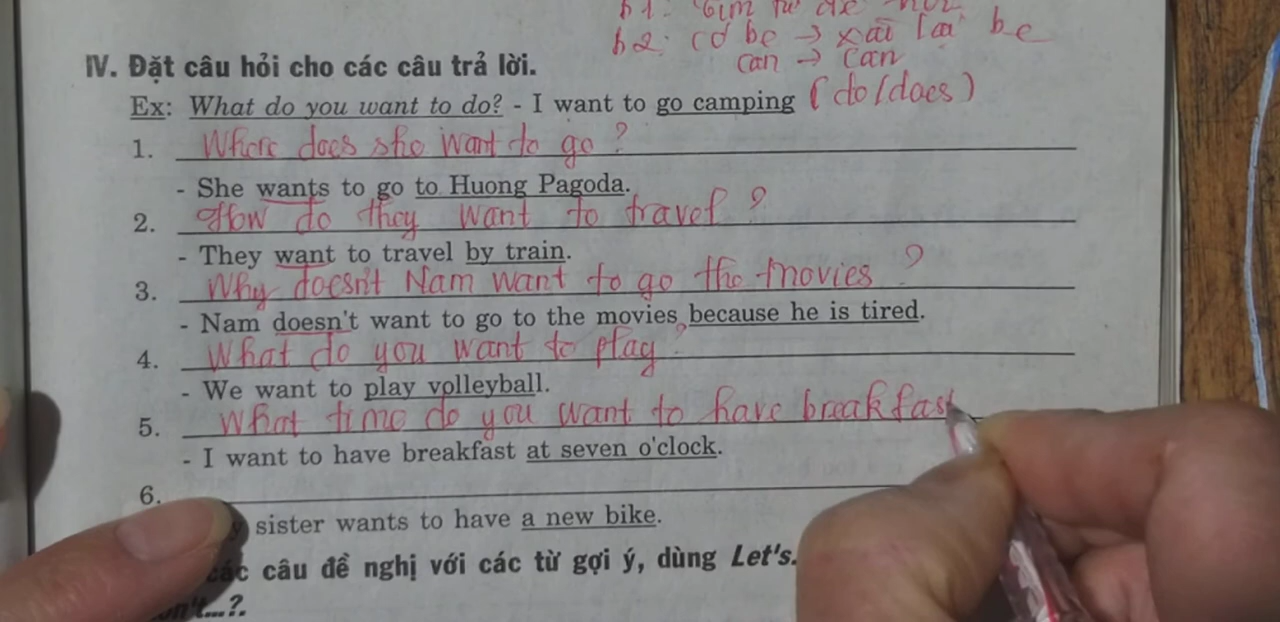 b1: tìm từ để hỏi
b2: có be → xài lại be
can → can
IV. Đặt câu hỏi cho các câu trả lời.
(do/does)
Ex: What do you want to do? - I want to go camping
1. Where does she want to go?
- She wants to go to Huong Pagoda.
2. How do they want to travel?
- They want to travel by train.
3. Why doesn't Nam want to go the movies?
- Nam doesn't want to go to the movies because he is tired.
4. What do you want to play?
- We want to play volleyball.
5. What time do you want to have breakfast
- I want to have breakfast at seven o'clock.
6.
sister wants to have a new bike.
các câu đề nghị với các từ gợi ý, dùng Let's.
...?.